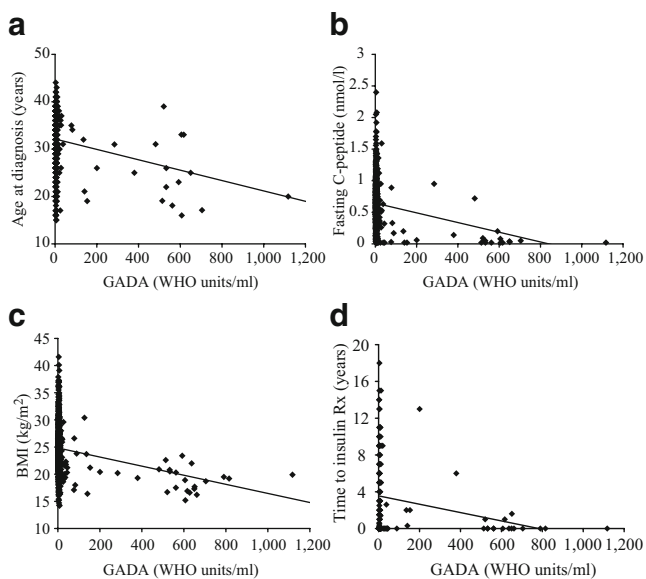 a
50
40
30
20
10
Age at diagnosis (years)
0 200 400 600 800 1,000 1,200
GADA (WHO units/ml)
b
3
2.5
2
1.5
1
0.5
0
Fasting C-peptide (nmol/l)
0 200 400 600 800 1,000 1,200
GADA (WHO units/ml)
c
45
40
35
30
25
20
15
10
BMI (kg/m²)
0 200 400 600 800 1,000 1,200
GADA (WHO units/ml)
d
20
16
12
8
4
0
Time to insulin Rx (years)
0 200 400 600 800 1,000 1,200
GADA (WHO units/ml)